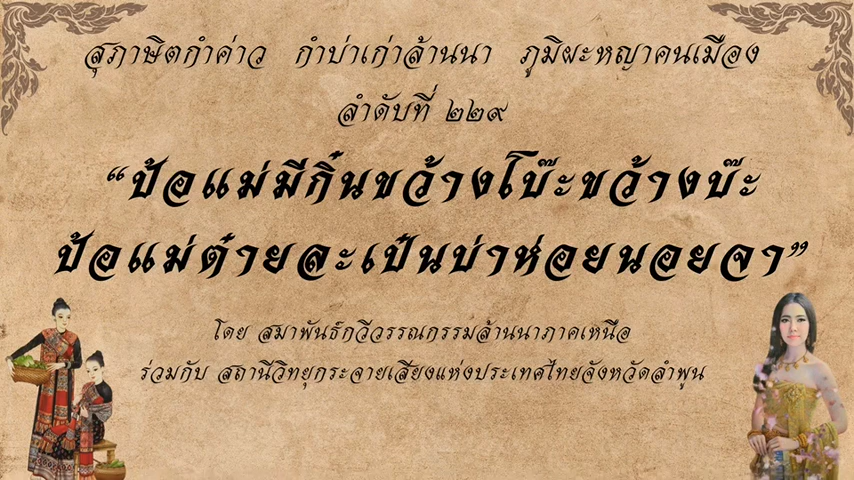 สุภาษิตกำค่าว กำบ่าเก่าล้านนา ภูมิผะหญาคนเมือง
ลำดับที่ ๒๒๙
“ป้อแม่มีกิ๋นขว้างโบ๊ะขว้างบ๊ะ
ป้อแม่ต๋ายละเป๋นบ่าห่อยนอยจา”
โดย สมาพันธ์กวีวรรณกรรมล้านนาภาคเหนือ
ร่วมกับ สถานีวิทยุกระจายเสียงแห่งประเทศไทยจังหวัดลำพูน